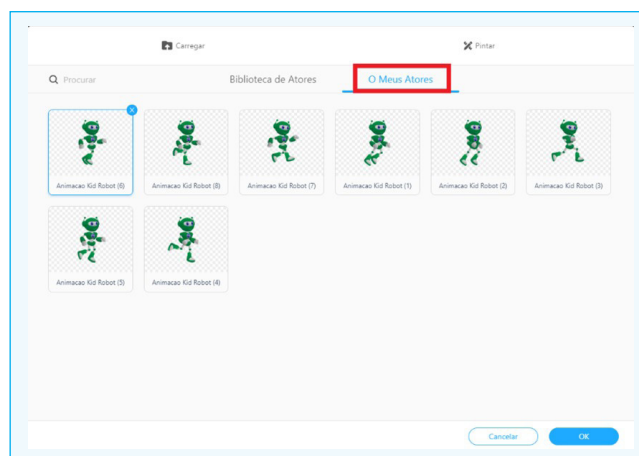 Carregar
Pintar
Procurar
Biblioteca de Atores
O Meus Atores
Animacao Kid Robot (6)
Animacao Kid Robot (8)
Animacao Kid Robot (7)
Animacao Kid Robot (1)
Animacao Kid Robot (2)
Animacao Kid Robot (3)
Animacao Kid Robot (5)
Animacao Kid Robot (4)
Cancelar
OK